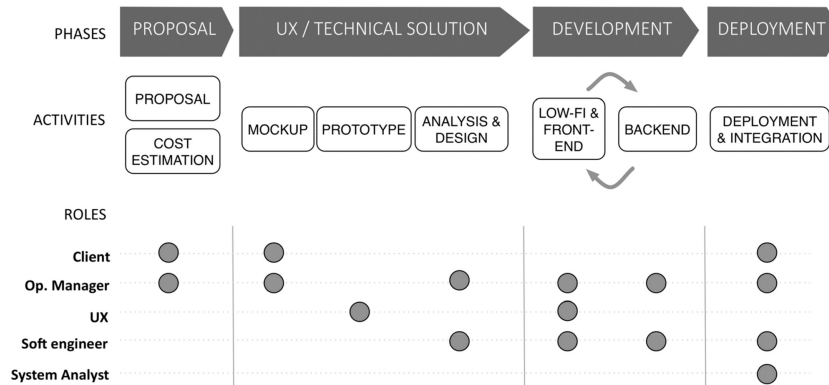 PHASES
PROPOSAL
UX / TECHNICAL SOLUTION
DEVELOPMENT
DEPLOYMENT
ACTIVITIES
PROPOSAL
COST
ESTIMATION
MOCKUP
PROTOTYPE
ANALYSIS &
DESIGN
LOW-FI &
FRONT-
END
BACKEND
DEPLOYMENT
& INTEGRATION
ROLES
Client
Op. Manager
UX
Soft engineer
System Analyst